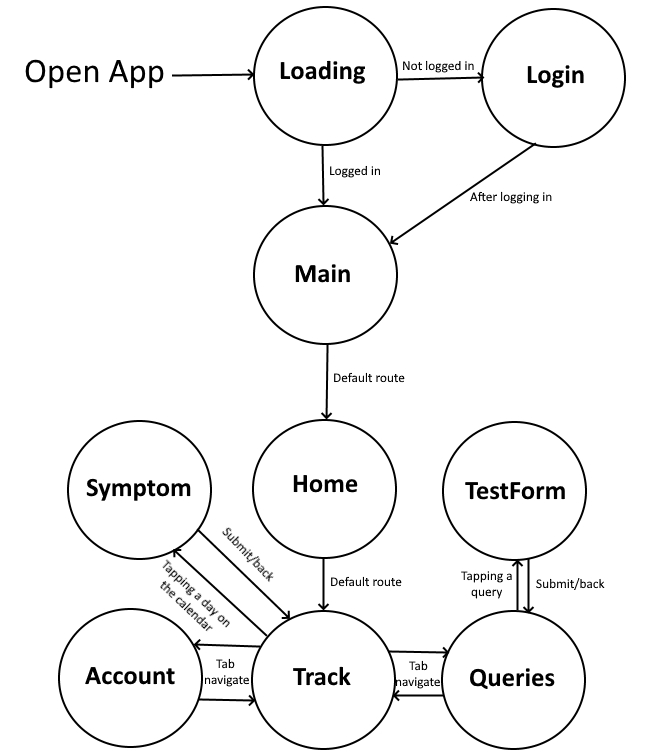 Open App
Loading
Not logged in
Login
Logged in
After logging in
Main
Default route
Symptom
Home
TestForm
Submit/back
Tapping a day on
the calendar
Default route
Tapping a
query
Submit/back
Account
Tab
navigate
Track
Tab
navigate
Queries